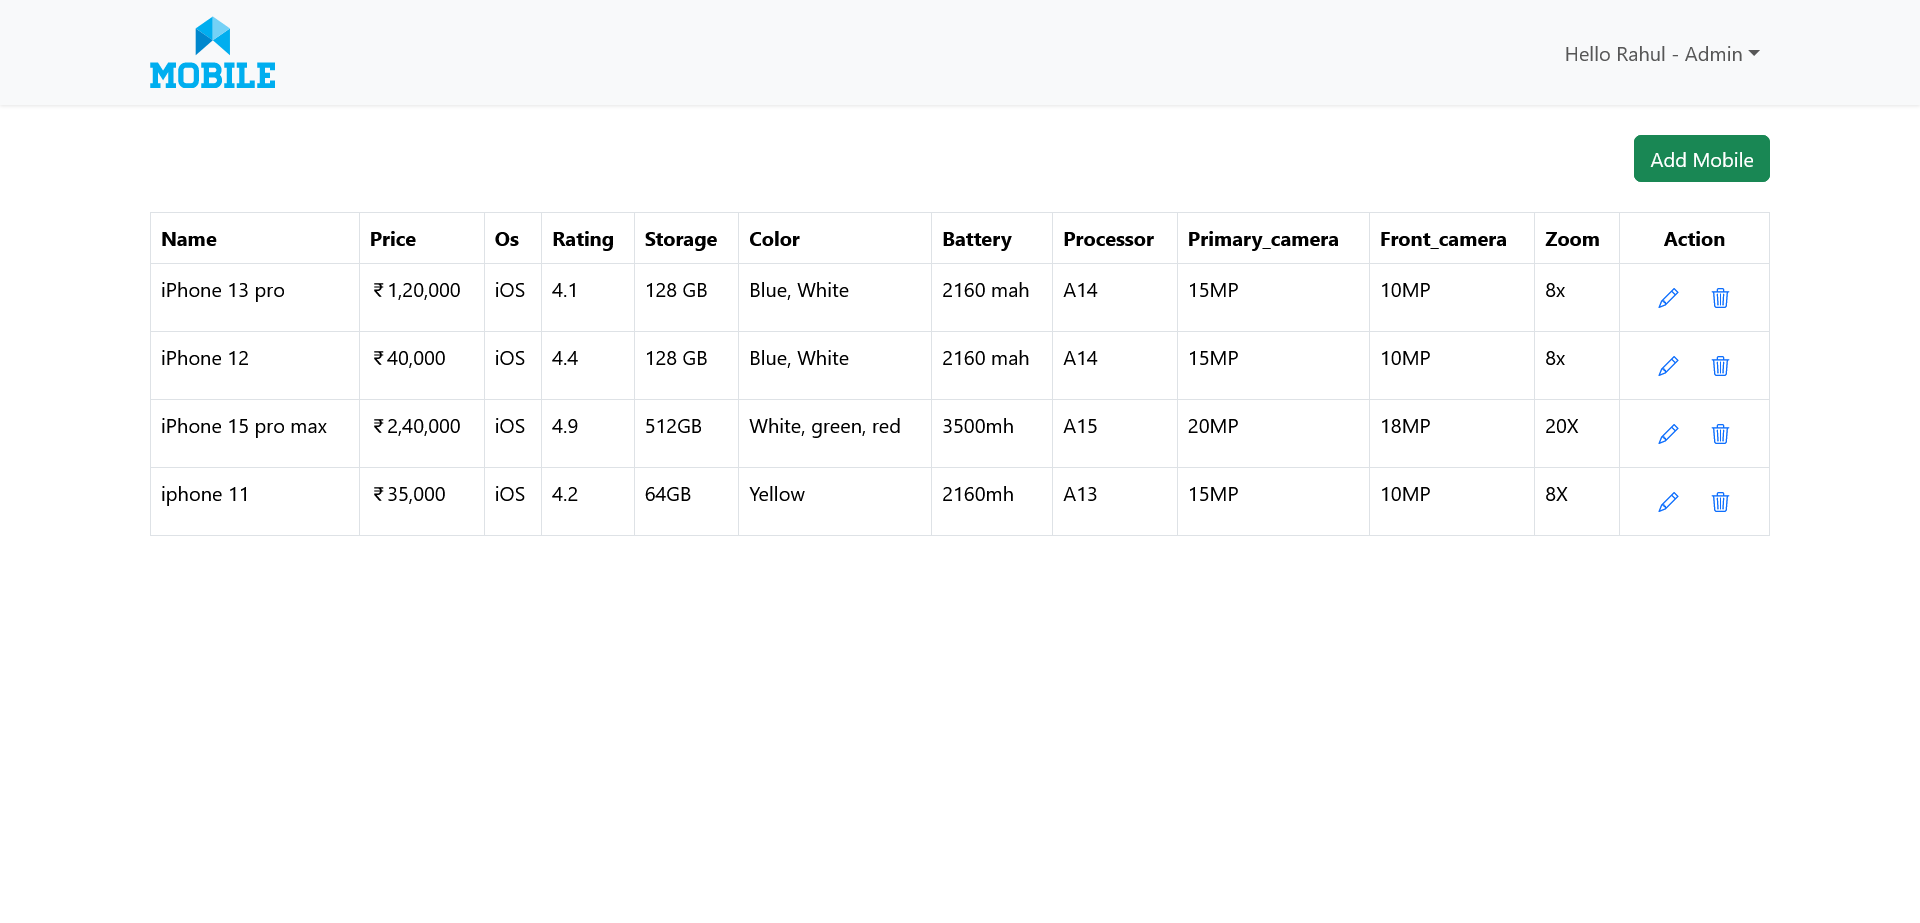 MOBILE
Hello Rahul - Admin
Add Mobile
Name Price Os Rating Storage Color Battery Processor Primary_camera Front_camera Zoom Action
iPhone 13 pro ₹1,20,000 iOS 4.1 128 GB Blue, White 2160 mah A14 15MP 10MP 8x
iPhone 12 ₹40,000 iOS 4.4 128 GB Blue, White 2160 mah A14 15MP 10MP 8x
iPhone 15 pro max ₹2,40,000 iOS 4.9 512GB White, green, red 3500mh A15 20MP 18MP 20X
iphone 11 ₹35,000 iOS 4.2 64GB Yellow 2160mh A13 15MP 10MP 8X